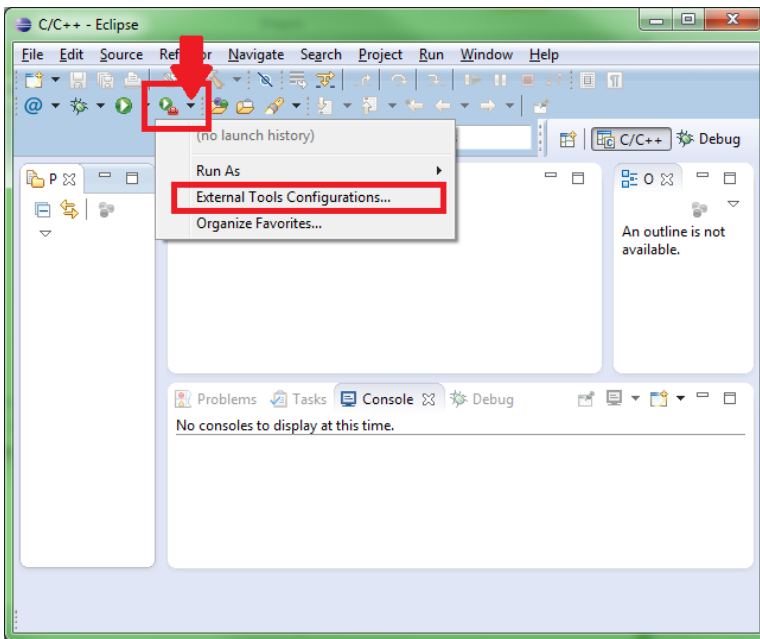 C/C++ - Eclipse
File Edit Source Refactor Navigate Search Project Run Window Help
(no launch history)
C/C++ Debug
Run As
External Tools Configurations...
Organize Favorites...
P
O
An outline is not
available.
Problems Tasks Console Debug
No consoles to display at this time.